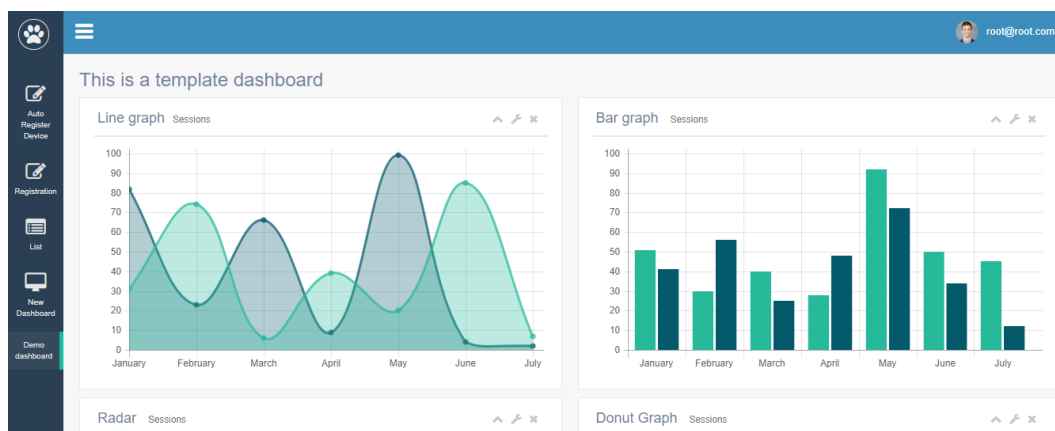 root@root.com
Auto
Register
Device
Registration
List
New
Dashboard
Demo
dashboard
This is a template dashboard
Line graph Sessions
100
90
80
70
60
50
40
30
20
10
0
January February March April May June July
Bar graph Sessions
100
90
80
70
60
50
40
30
20
10
0
January February March April May June July
Radar Sessions
Donut Graph Sessions